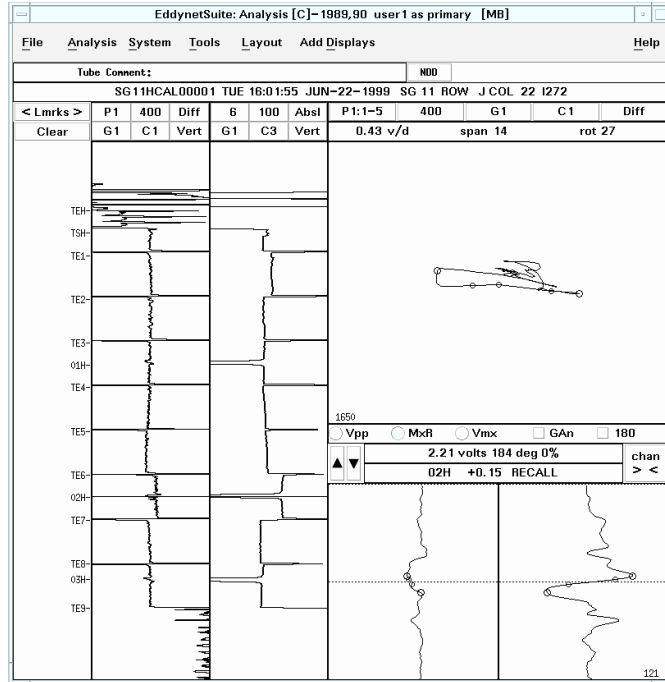 EddynetSuite: Analysis [C]-1989,90 user1 as primary [MB]
File Analysis System Tools Layout Add Displays Help
Tube Comment: NDD
SG11HCAL00001 TUE 16:01:55 JUN-22-1999 SG 11 ROW J COL 22 I272
< Lmrks > P1 400 Diff 6 100 Absl P1:1-5 400 G1 C1 Diff
Clear G1 C1 Vert G1 C3 Vert 0.43 v/d span 14 rot 27
TEH
TSH
TE1
TE2
TE3
01H
TE4
TE5
TE6
02H
TE7
TE8
03H
TE9
1650
Vpp MxR Vmx GAn 180
2.21 volts 184 deg 0% chan
02H +0.15 RECALL > <
121